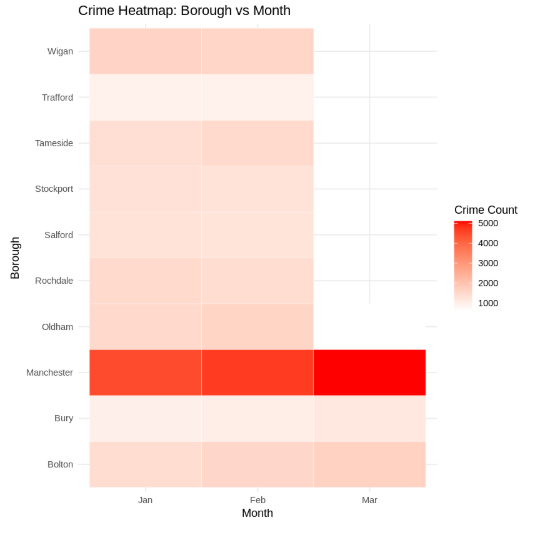 Crime Heatmap: Borough vs Month
Borough
Wigan
Trafford
Tameside
Stockport
Salford
Rochdale
Oldham
Manchester
Bury
Bolton
Jan Feb Mar
Month
Crime Count
5000
4000
3000
2000
1000